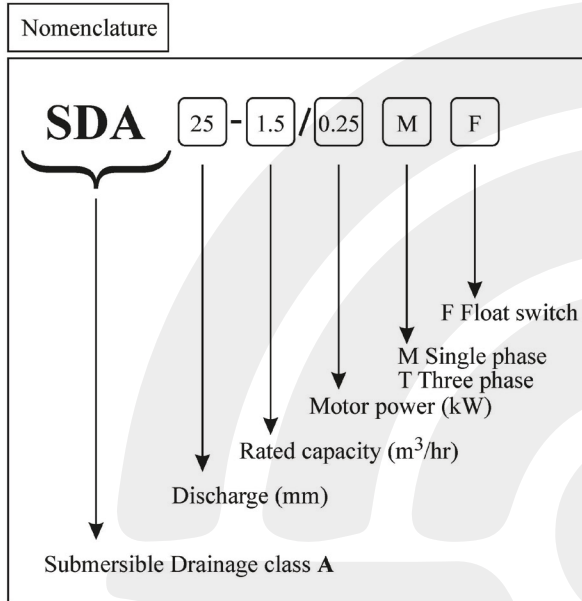 Nomenclature
SDA 25 - 1.5 / 0.25 M F
F Float switch
M Single phase
T Three phase
Motor power (kW)
Rated capacity (m³/hr)
Discharge (mm)
Submersible Drainage class A